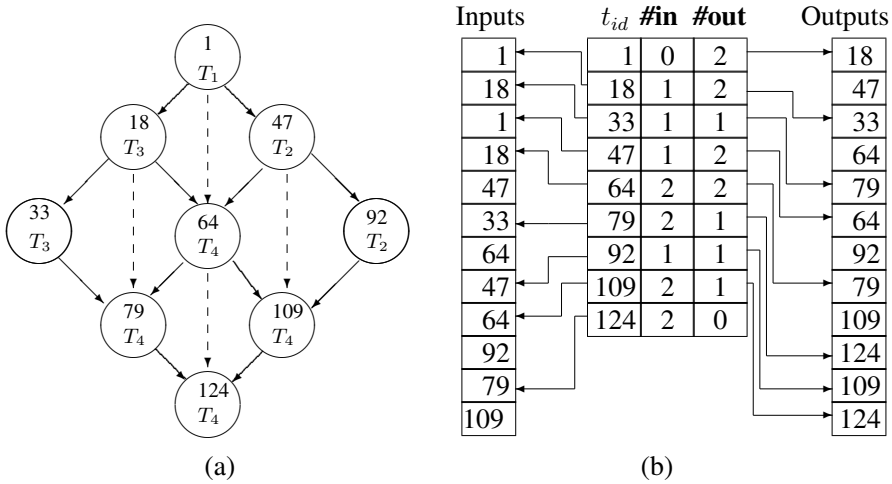 1
T₁
18
T₃
47
T₂
33
T₃
64
T₄
92
T₂
79
T₄
109
T₄
124
T₄
(a)
Inputs t_id #in #out Outputs
1 1 0 2 18
18 18 1 2 47
1 33 1 1 33
18 47 1 2 64
47 64 2 2 79
33 79 2 1 64
64 92 1 1 92
47 109 2 1 79
64 124 2 0 109
92 124
79 109
109 124
(b)